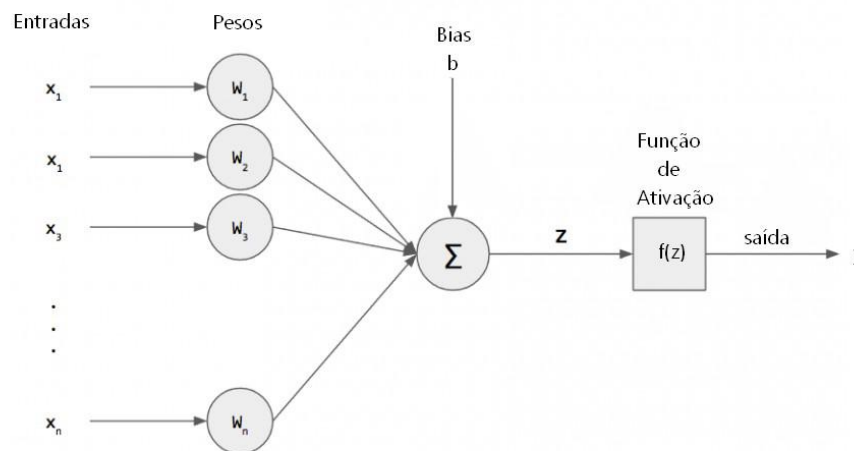 Entradas
Pesos
Bias
b
x₁
W₁
x₁
W₂
Função
de
Ativação
x₃
W₃
Σ
z
f(z)
saída
.
.
.
xₙ
Wₙ